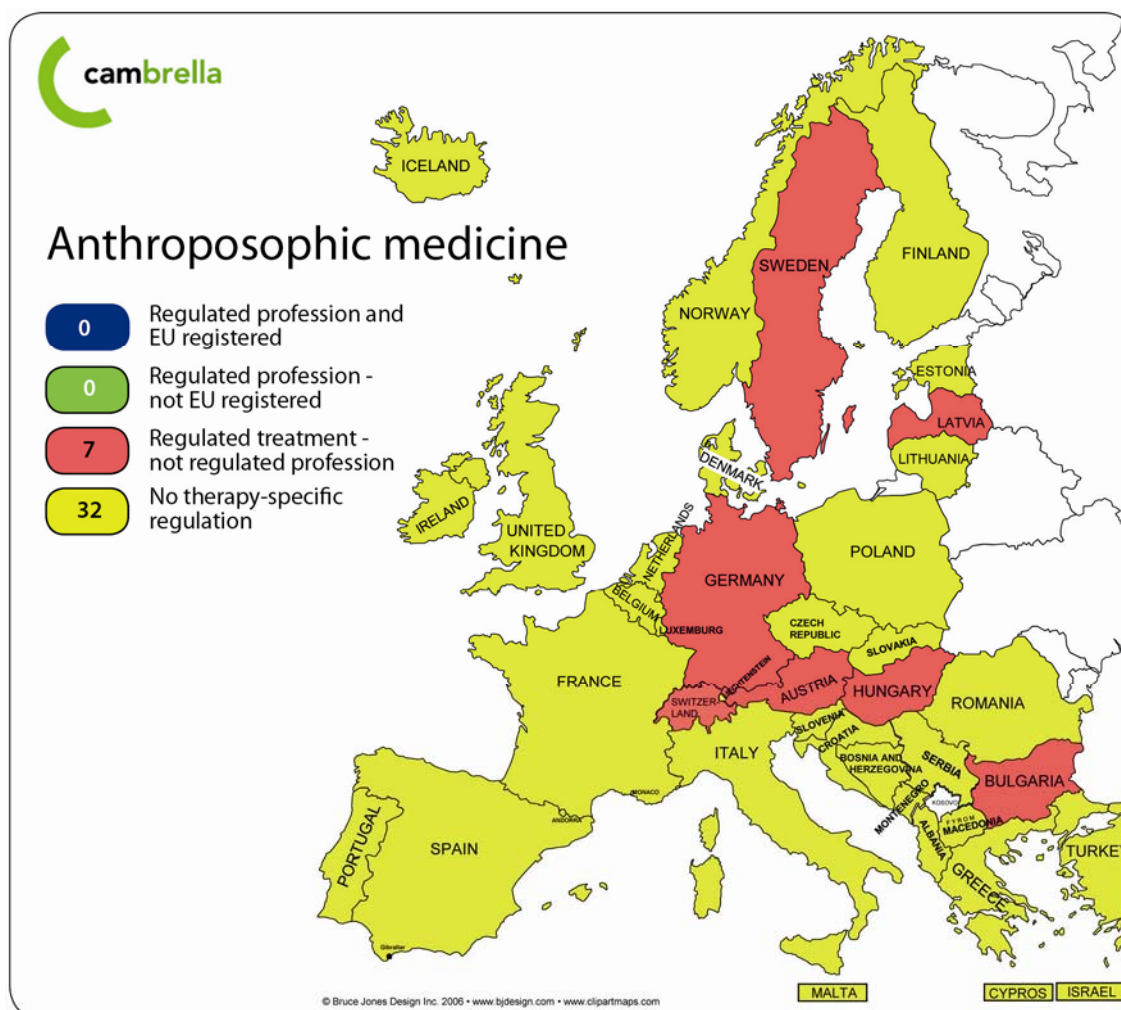 cambrella
Anthroposophic medicine
0
Regulated profession and
EU registered
0
Regulated profession -
not EU registered
7
Regulated treatment -
not regulated profession
32
No therapy-specific
regulation
ICELAND
FINLAND
SWEDEN
NORWAY
ESTONIA
LATVIA
LITHUANIA
DENMARK
IRELAND
UNITED
KINGDOM
NETHERLANDS
BELGIUM
LUXEMBURG
GERMANY
POLAND
CZECH
REPUBLIC
SLOVAKIA
FRANCE
LIECHTENSTEIN
SWITZER
LAND
AUSTRIA
HUNGARY
ROMANIA
SLOVENIA
CROATIA
ITALY
BOSNIA AND
HERZEGOVINA
SERBIA
BULGARIA
MONACO
ANDORRA
MONTENEGRO
KOSOVO
FYROM
MACEDONIA
ALBANIA
GREECE
TURKEY
PORTUGAL
SPAIN
Gibraltar
MALTA
CYPROS
ISRAEL
© Bruce Jones Design Inc. 2006 • www.bjdesign.com • www.clipartmaps.com